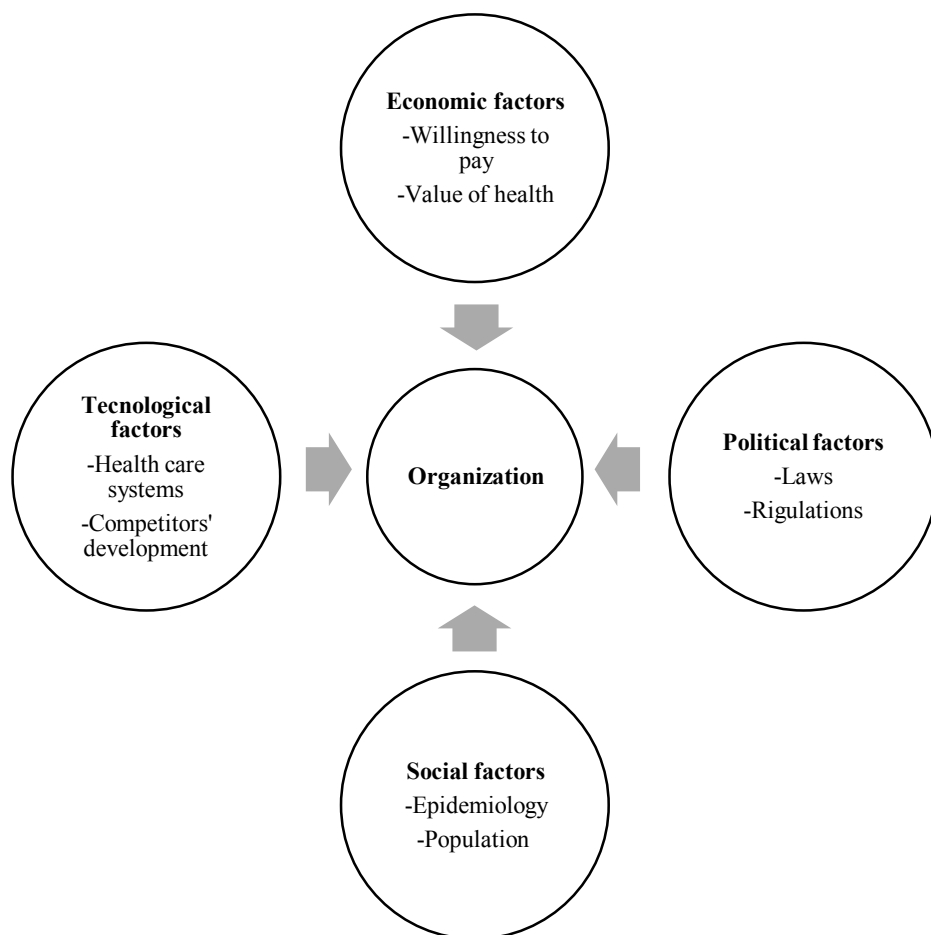 Economic factors
-Willingness to
pay
-Value of health
Tecnological
factors
-Health care
systems
-Competitors'
development
Organization
Political factors
-Laws
-Rigulations
Social factors
-Epidemiology
-Population